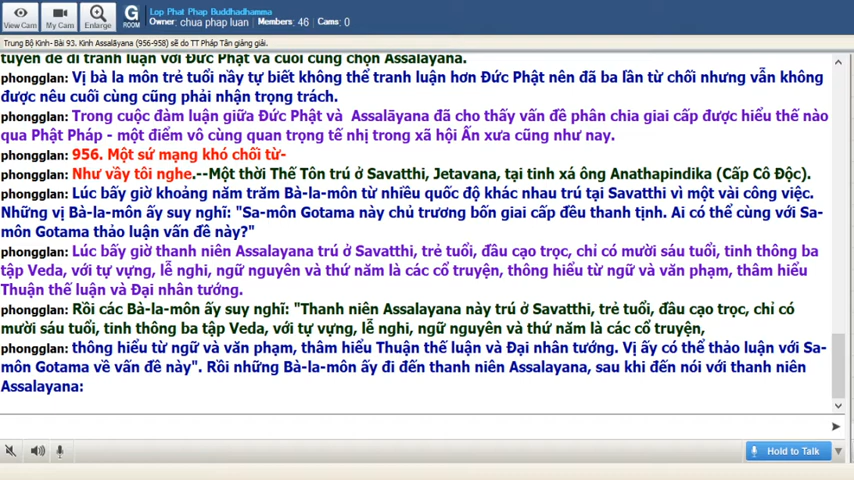 Lop Phat Phap Buddhadhamma
Owner: chua phap luan Members: 46 Cams: 0
View Cam My Cam Enlarge G ROOM
Trung Bộ Kinh- Bài 93. Kinh Assalāyana (956-958) sẽ do TT Pháp Tân giảng giải.
tuyển để đi tranh luận với Đức Phật và cuối cùng chọn Assalāyana.
phongglan: Vị bà la môn trẻ tuổi nầy tự biết không thể tranh luận hơn Đức Phật nên đã ba lần từ chối nhưng vẫn không
được nêu cuối cùng cũng phải nhận trọng trách.
phongglan: Trong cuộc đàm luận giữa Đức Phật và Assalāyana đã cho thấy vấn đề phân chia giai cấp được hiểu thế nào
qua Phật Pháp - một điểm vô cùng quan trọng tế nhị trong xã hội Ấn xưa cũng như nay.
phongglan: 956. Một sứ mạng khó chối từ-
phongglan: Như vầy tôi nghe.--Một thời Thế Tôn trú ở Savatthi, Jetavana, tại tinh xá ông Anathapindika (Cấp Cô Độc).
phongglan: Lúc bấy giờ khoảng năm trăm Bà-la-môn từ nhiều quốc độ khác nhau trú tại Savatthi vì một vài công việc.
Những vị Bà-la-môn ấy suy nghĩ: "Sa-môn Gotama này chủ trương bốn giai cấp đều thanh tịnh. Ai có thể cùng với Sa-
môn Gotama thảo luận vấn đề này?"
phongglan: Lúc bấy giờ thanh niên Assalayana trú ở Savatthi, trẻ tuổi, đầu cạo trọc, chỉ có mười sáu tuổi, tinh thông ba
tập Veda, với tự vựng, lễ nghi, ngữ nguyên và thứ năm là các cổ truyện, thông hiểu từ ngữ và văn phạm, thâm hiểu
Thuận thế luận và Đại nhân tướng.
phongglan: Rồi các Bà-la-môn ấy suy nghĩ: "Thanh niên Assalayana này trú ở Savatthi, trẻ tuổi, đầu cạo trọc, chỉ có
mười sáu tuổi, tinh thông ba tập Veda, với tự vựng, lễ nghi, ngữ nguyên và thứ năm là các cổ truyện,
phongglan: thông hiểu từ ngữ và văn phạm, thâm hiểu Thuận thế luận và Đại nhân tướng. Vị ấy có thể thảo luận với Sa-
môn Gotama về vấn đề này". Rồi những Bà-la-môn ấy đi đến thanh niên Assalayana, sau khi đến nói với thanh niên
Assalayana:
Hold to Talk